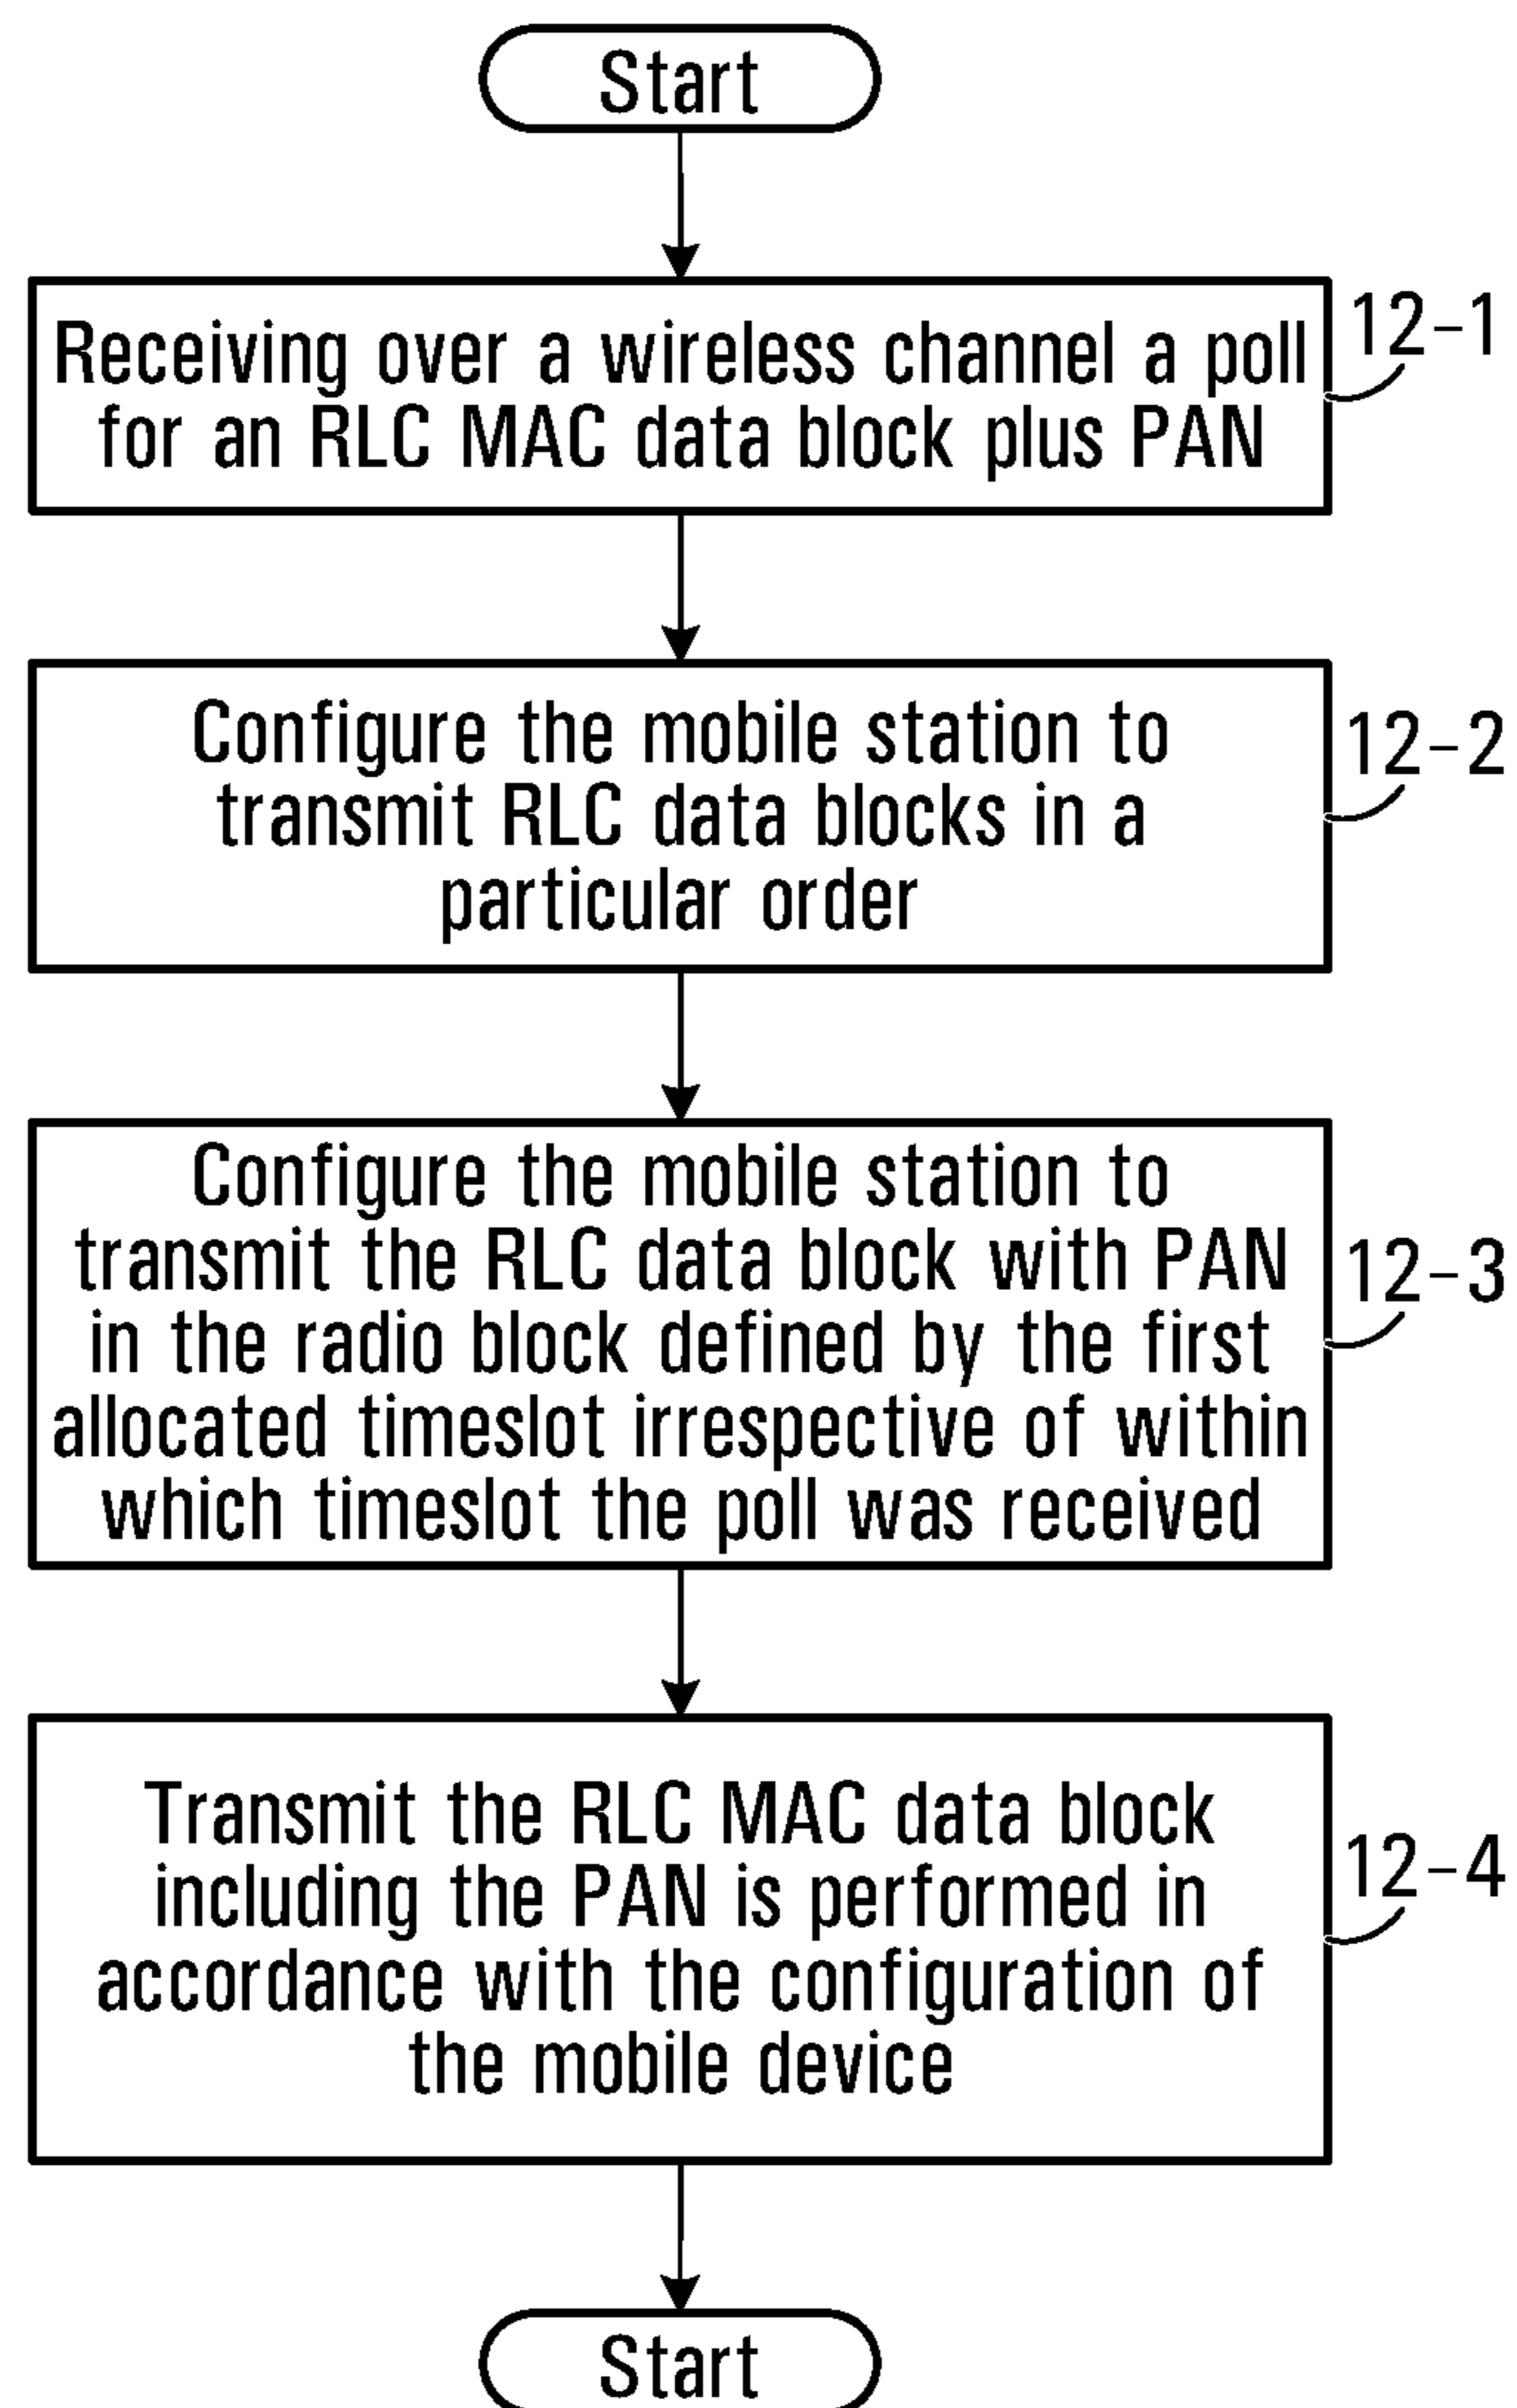 Start
Receiving over a wireless channel a poll
for an RLC MAC data block plus PAN
12-1
Configure the mobile station to
transmit RLC data blocks in a
particular order
12-2
Configure the mobile station to
transmit the RLC data block with PAN
in the radio block defined by the first
allocated timeslot irrespective of within
which timeslot the poll was received
12-3
Transmit the RLC MAC data block
including the PAN is performed in
accordance with the configuration of
the mobile device
12-4
Start